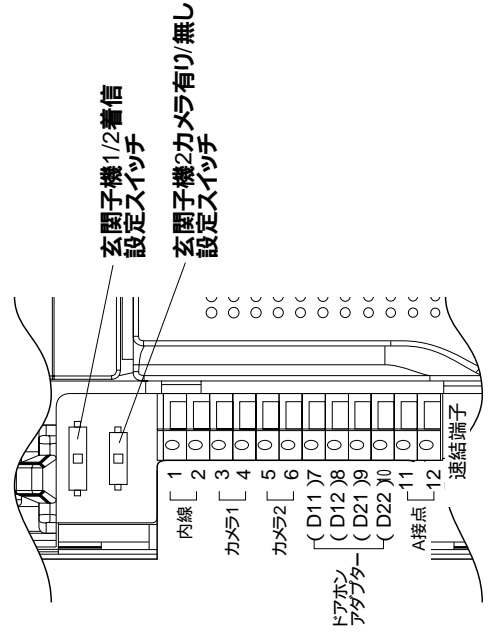 玄関子機1/2着信
設定スイッチ
玄関子機2カメラ有り/無し
設定スイッチ
内線
1
2
カメラ1
3
4
カメラ2
5
6
ドアホン
アダプター
(D11)7
(D12)8
(D21)9
(D22)10
A接点
11
12
速結端子